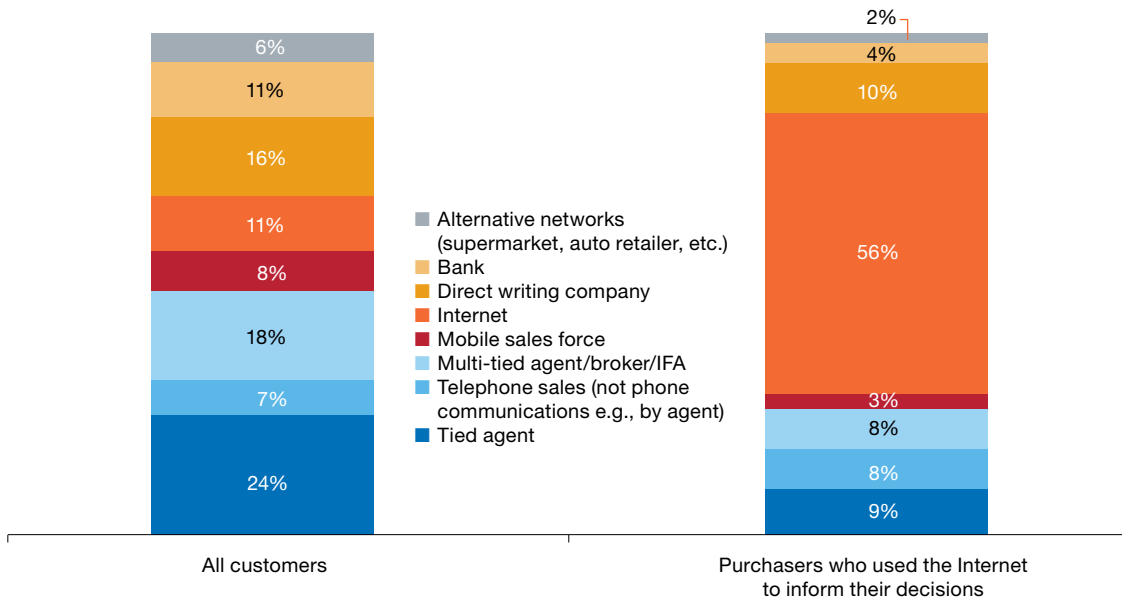 6%
11%
16%
11%
8%
18%
7%
24%
Alternative networks
(supermarket, auto retailer, etc.)
Bank
Direct writing company
Internet
Mobile sales force
Multi-tied agent/broker/IFA
Telephone sales (not phone
communications e.g., by agent)
Tied agent
2%
4%
10%
56%
3%
8%
8%
9%
All customers
Purchasers who used the Internet
to inform their decisions